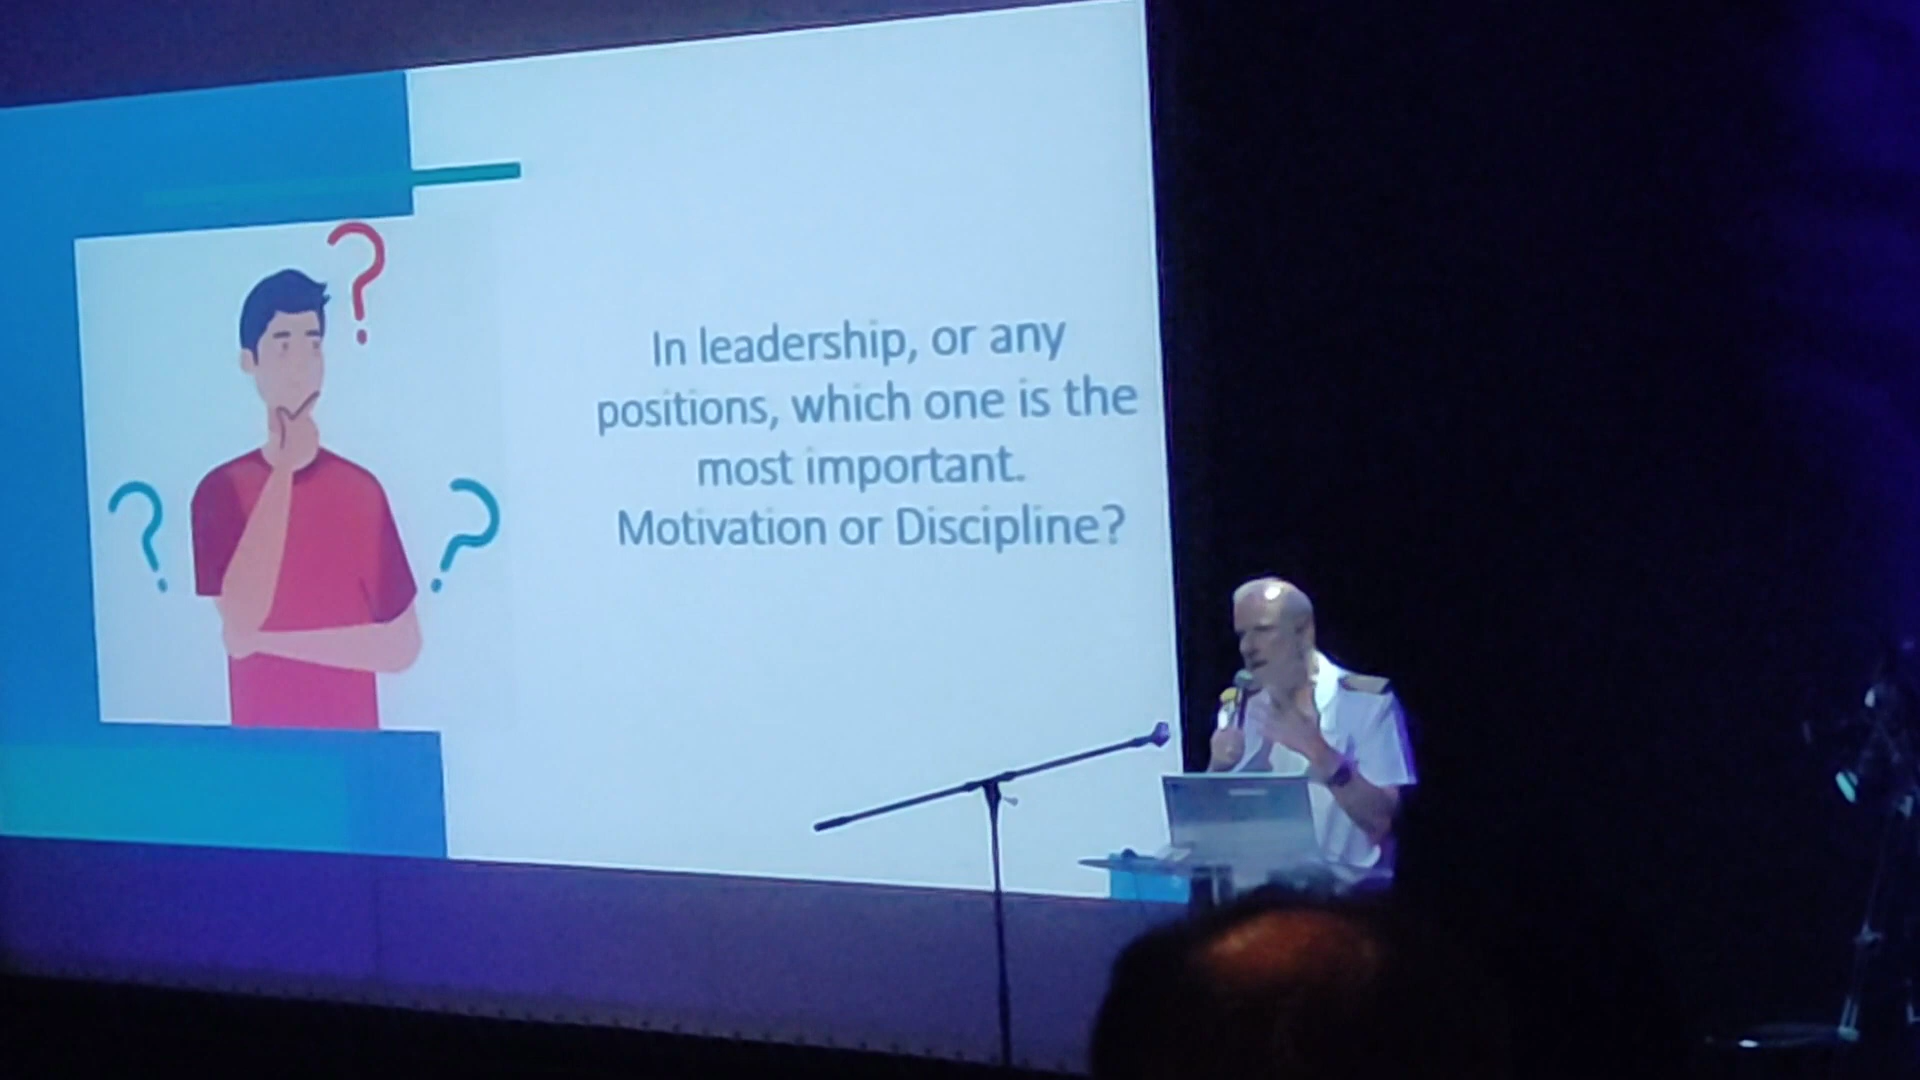 In leadership, or any
positions, which one is the
most important.
Motivation or Discipline?